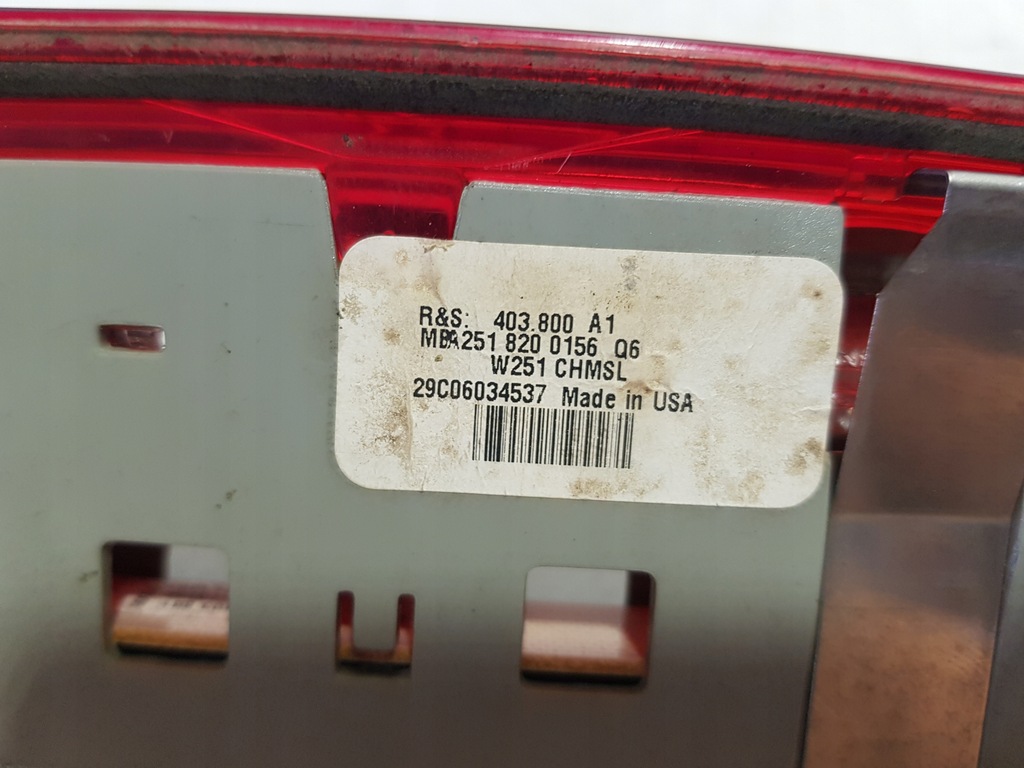 R&S: 403.800 A1
MBA251 820 0156 Q6
W251 CHMSL
29C06034537 Made in USA